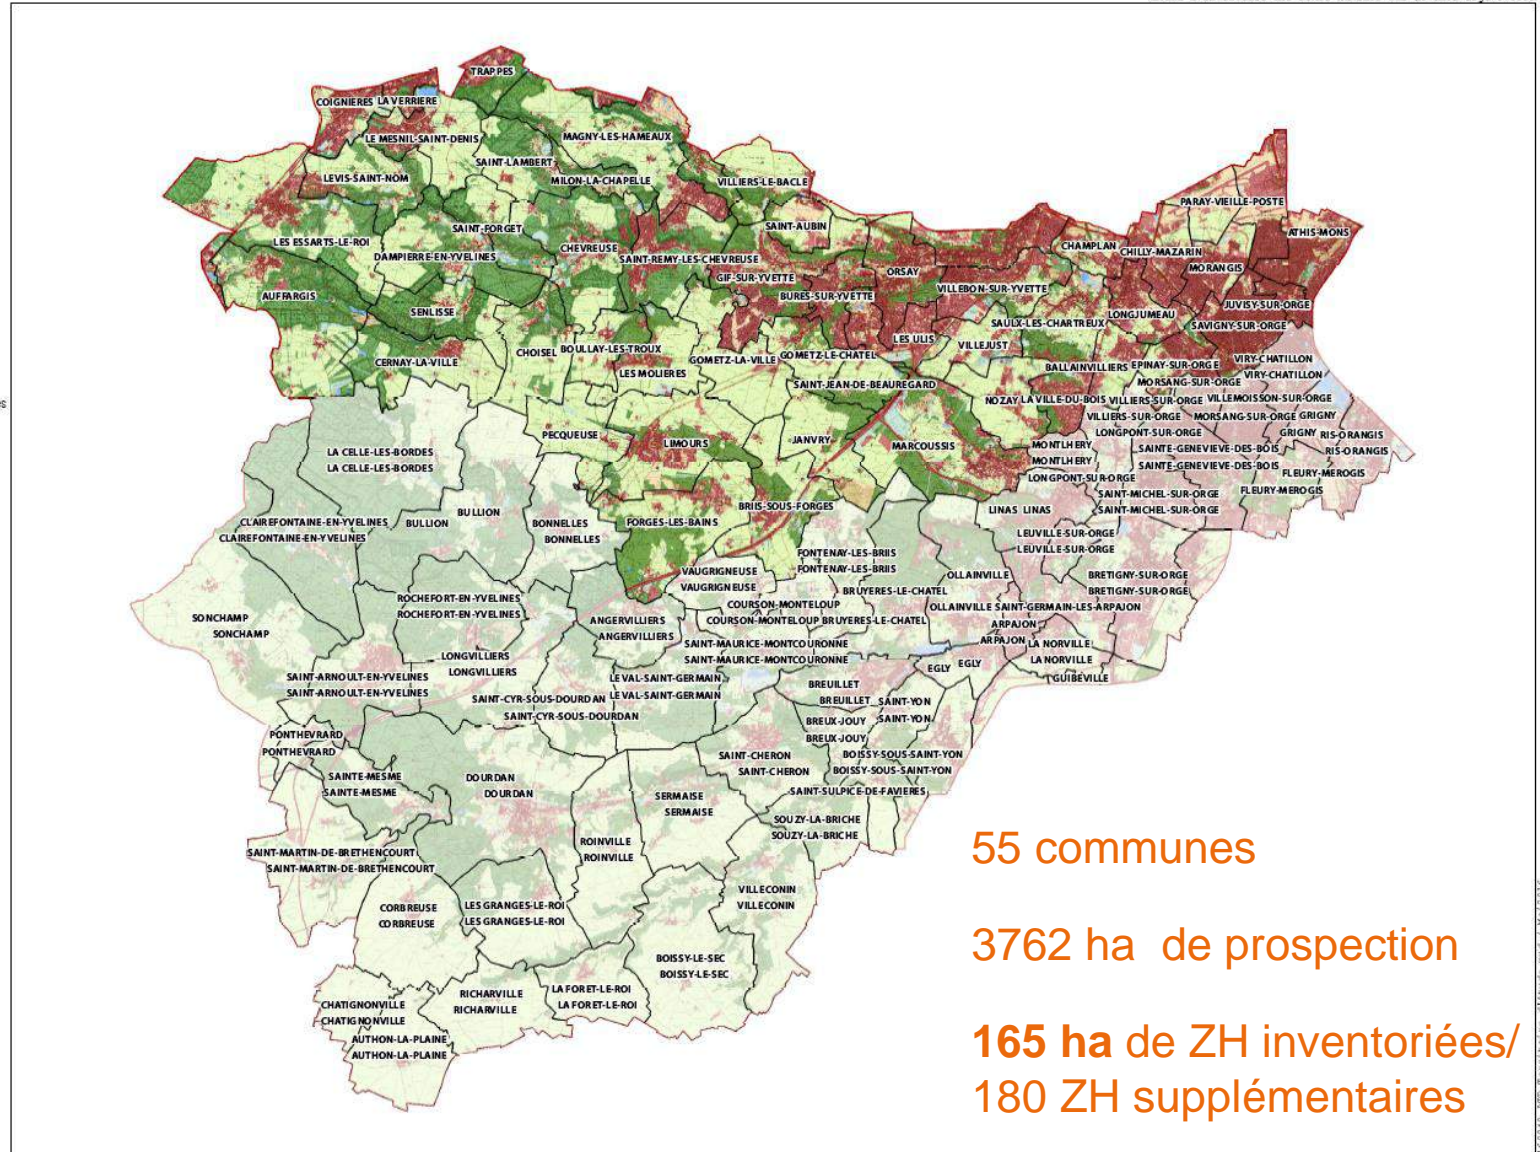 TRAPPES
COIGNIERES LA VERRIERE
LE MESNIL-SAINT-DENIS
MAGNY-LES-HAMEAUX
SAINT-LAMBERT
LEVIS-SAINT-NOM
MILON-LA-CHAPELLE
VILLIERS-LE-BACLE
PARAY-VIEILLE-POSTE
SAINT-FORGET
SAINT-AUBIN
ATHIS-MONS
LES ESSARTS-LE-ROI
CHEVREUSE
CHAMPLAN
CHILLY-MAZARIN
DAMPIERRE-EN-YVELINES
SAINT-REMY-LES-CHEVREUSE
MORANGIS
GIF-SUR-YVETTE
ORSAY
AUFFARGIS
BURES-SUR-YVETTE
VILLEBON-SUR-YVETTE
JUVISY-SUR-ORGE
SENLISSE
LONGJUMEAU
SAULX-LES-CHARTREUX
SAVIGNY-SUR-ORGE
LES ULIS
VILLEJUST
CHOISEL
BOULLAY-LES-TROUX
CERNAY-LA-VILLE
GOMETZ-LA-VILLE
GOMETZ-LE-CHATEL
VIRY-CHATILLON
BALLAINVILLIERS
EPINAY-SUR-ORGE
LES MOLIERES
VIRY-CHATILLON
SAINT-JEAN-DE-BEAUREGARD
MORSANG-SUR-ORGE
NOZAY
LA VILLE-DU-BOIS
VILLIERS-SUR-ORGE
VILLEMOISSON-SUR-ORGE
VILLIERS-SUR-ORGE
MORSANG-SUR-ORGE
GRIGNY
PECQUEUSE
LIMOURS
JANVRY
MARCOUSSIS
MONTLHERY
LONGPONT-SUR-ORGE
GRIGNY
RIS-ORANGIS
LA CELLE-LES-BORDES
MONTLHERY
SAINTE-GENEVIEVE-DES-BOIS
RIS-ORANGIS
LA CELLE-LES-BORDES
SAINTE-GENEVIEVE-DES-BOIS
LONGPONT-SUR-ORGE
FLEURY-MEROGIS
FLEURY-MEROGIS
SAINT-MICHEL-SUR-ORGE
BRIIS-SOUS-FORGES
LINAS LINAS
SAINT-MICHEL-SUR-ORGE
BULLION
CLAIREFONTAINE-EN-YVELINES
BULLION
BONNELLES
FORGES-LES-BAINS
CLAIREFONTAINE-EN-YVELINES
BONNELLES
LEUVILLE-SUR-ORGE
LEUVILLE-SUR-ORGE
FONTENAY-LES-BRIIS
FONTENAY-LES-BRIIS
VAUGRIGNEUSE
VAUGRIGNEUSE
OLLAINVILLE
BRETIGNY-SUR-ORGE
BRETIGNY-SUR-ORGE
BRUYERES-LE-CHATEL
ROCHEFORT-EN-YVELINES
ROCHEFORT-EN-YVELINES
COURSON-MONTELOUP
OLLAINVILLE SAINT-GERMAIN-LES-ARPAJON
SONCHAMP
SONCHAMP
ANGERVILLIERS
ANGERVILLIERS
COURSON-MONTELOUP BRUYERES-LE-CHATEL
ARPAJON
ARPAJON
SAINT-MAURICE-MONTCOURONNE
SAINT-MAURICE-MONTCOURONNE
LA NORVILLE
LA NORVILLE
LONGVILLIERS
LONGVILLIERS
EGLY
EGLY
GUIBEVILLE
SAINT-ARNOULT-EN-YVELINES
SAINT-ARNOULT-EN-YVELINES
LE VAL-SAINT-GERMAIN
LE VAL-SAINT-GERMAIN
BREUILLET
BREUILLET
SAINT-CYR-SOUS-DOURDAN
SAINT-CYR-SOUS-DOURDAN
SAINT-YON
SAINT-YON
BREUX-JOUY
BREUX-JOUY
PONTHEVRARD
PONTHEVRARD
SAINT-CHERON
SAINT-CHERON
BOISSY-SOUS-SAINT-YON
BOISSY-SOUS-SAINT-YON
SAINTE-MESME
SAINTE-MESME
DOURDAN
DOURDAN
SERMAISE
SERMAISE
SAINT-SULPICE-DE-FAVIERES
SOUZY-LA-BRICHE
SOUZY-LA-BRICHE
ROINVILLE
ROINVILLE
SAINT-MARTIN-DE-BRETHENCOURT
SAINT-MARTIN-DE-BRETHENCOURT
VILLECONIN
VILLECONIN
CORBREUSE
CORBREUSE
LES GRANGES-LE-ROI
LES GRANGES-LE-ROI
BOISSY-LE-SEC
BOISSY-LE-SEC
RICHARVILLE
RICHARVILLE
LA FORET-LE-ROI
LA FORET-LE-ROI
CHATIGNONVILLE
CHATIGNONVILLE
AUTHON-LA-PLAINE
AUTHON-LA-PLAINE
55 communes
3762 ha de prospection
165 ha de ZH inventoriées/
180 ZH supplémentaires